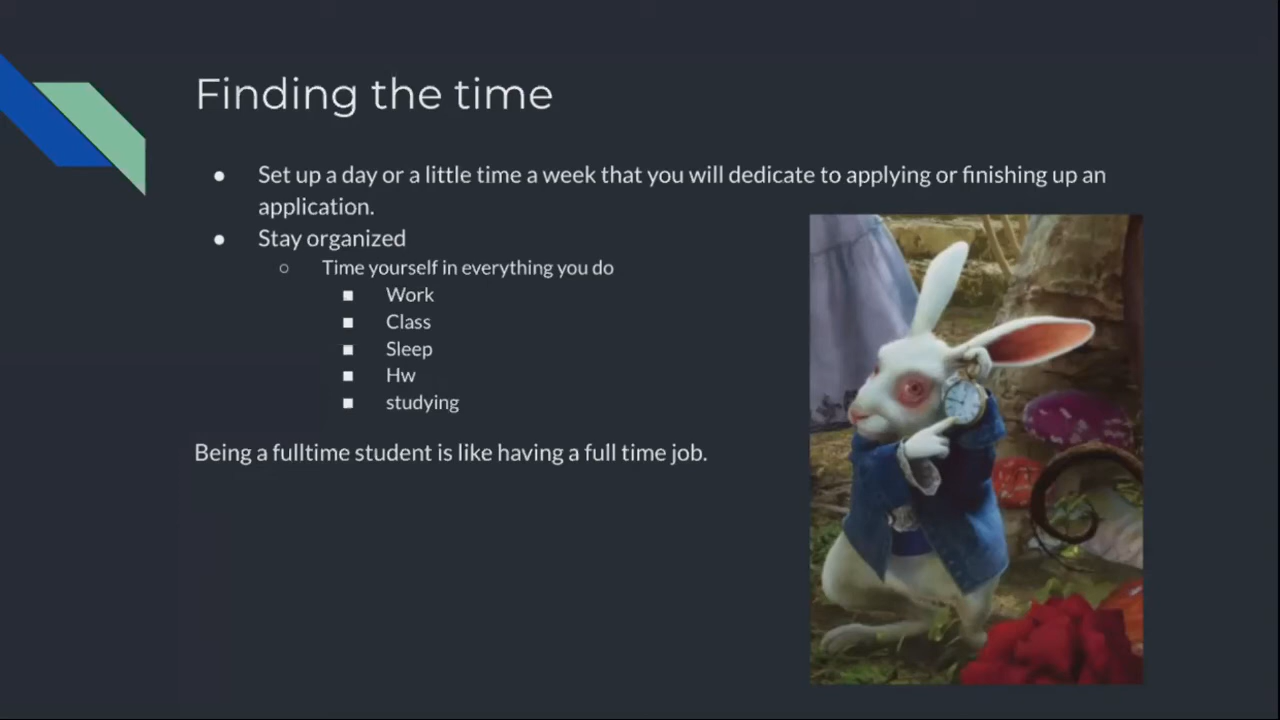 Finding the time
Set up a day or a little time a week that you will dedicate to applying or finishing up an
application.
Stay organized
Time yourself in everything you do
Work
Class
Sleep
Hw
studying
Being a fulltime student is like having a full time job.